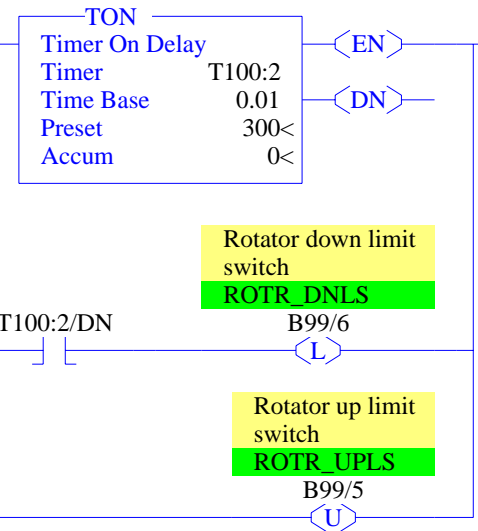 TON
Timer On Delay
Timer T100:2
Time Base 0.01
Preset 300<
Accum 0<
EN
DN
Rotator down limit
switch
ROTR_DNLS
T100:2/DN B99/6
L
Rotator up limit
switch
ROTR_UPLS
B99/5
U